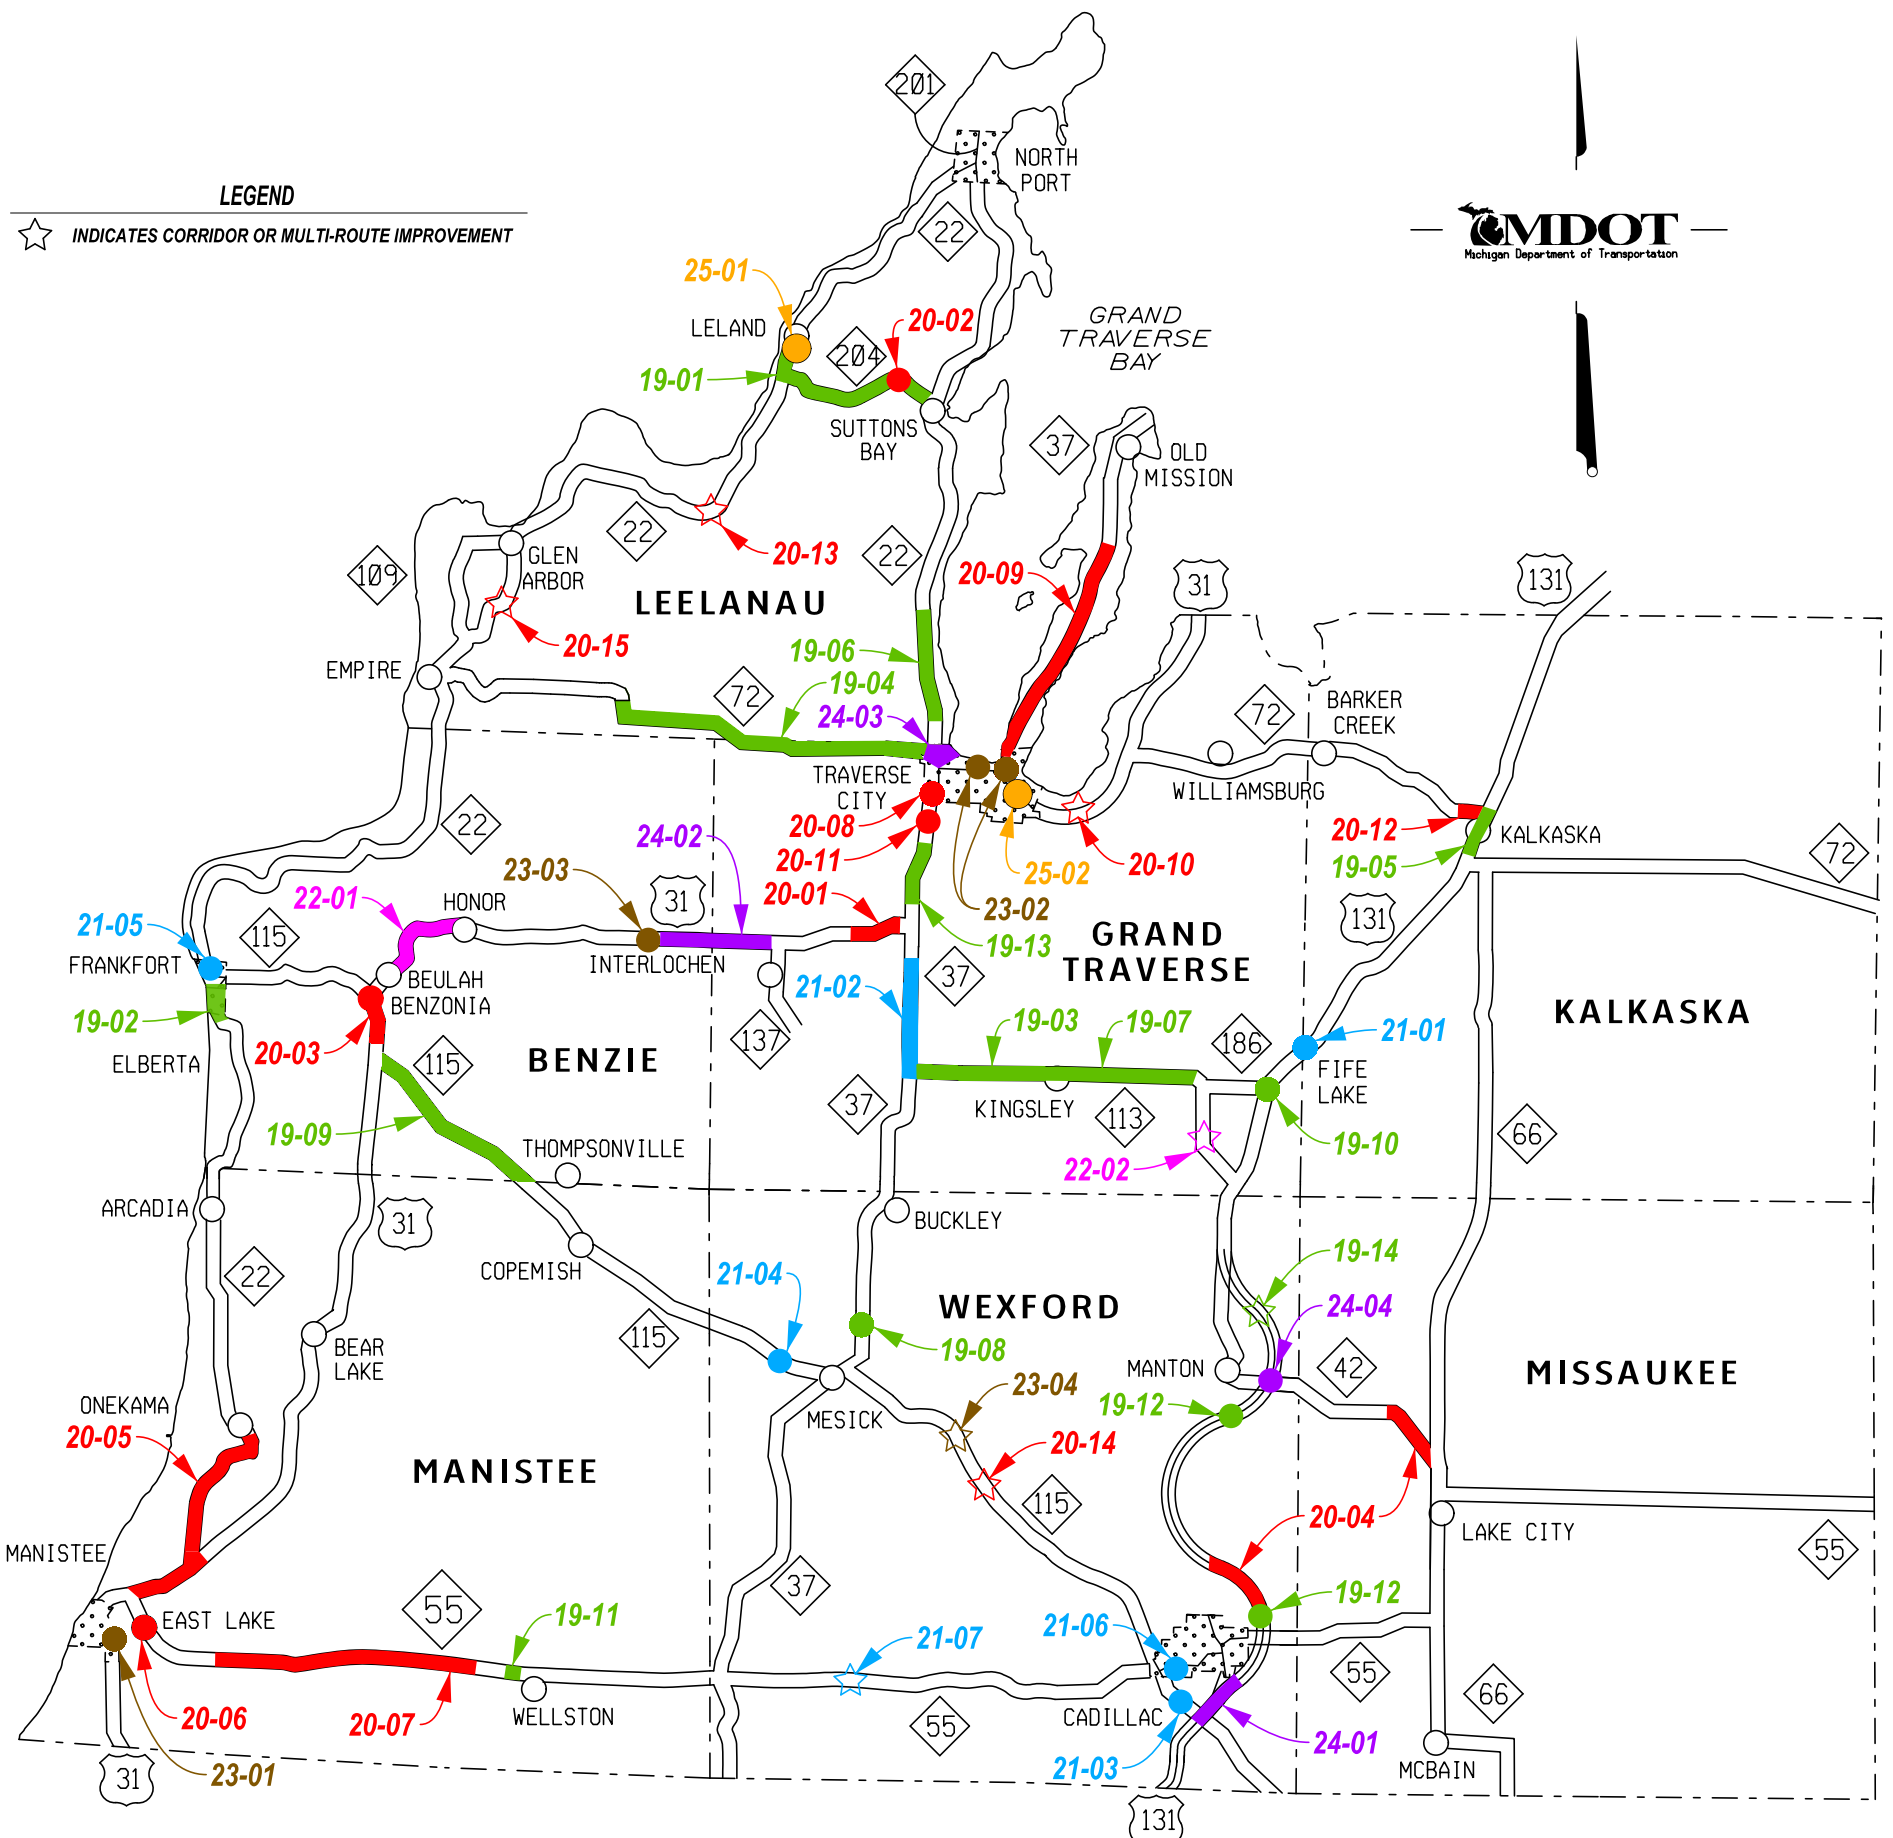 201
NORTH
PORT
LEGEND
INDICATES CORRIDOR OR MULTI-ROUTE IMPROVEMENT
MDOT
Michigan Department of Transportation
22
25-01
LELAND
20-02
GRAND
TRAVERSE
BAY
204
19-01
SUTTONS
BAY
37
OLD
MISSION
22
20-13
22
GLEN
ARBOR
109
20-09
31
131
LEELANAU
20-15
EMPIRE
19-06
19-04
72
24-03
72
BARKER
CREEK
TRAVERSE
CITY
WILLIAMSBURG
22
24-02
20-08
20-11
20-12
KALKASKA
19-05
72
20-10
25-02
23-03
20-01
22-01
HONOR
31
23-02
131
21-05
115
19-13
GRAND
TRAVERSE
FRANKFORT
BEULAH
BENZONIA
INTERLOCHEN
37
21-02
19-02
20-03
ELBERTA
115
BENZIE
137
19-03
19-07
186
21-01
KALKASKA
FIFE
LAKE
37
KINGSLEY
113
19-09
THOMPSONVILLE
19-10
66
22-02
ARCADIA
31
BUCKLEY
22
COPEMISH
21-04
19-14
WEXFORD
24-04
115
BEAR
LAKE
19-08
MANTON
42
MISSAUKEE
ONEKAMA
23-04
19-12
MESICK
20-05
20-14
MANISTEE
115
20-04
LAKE CITY
MANISTEE
55
37
55
19-12
EAST LAKE
19-11
21-06
21-07
55
66
20-06
20-07
WELLSTON
55
CADILLAC
24-01
21-03
MCBAIN
31
23-01
131